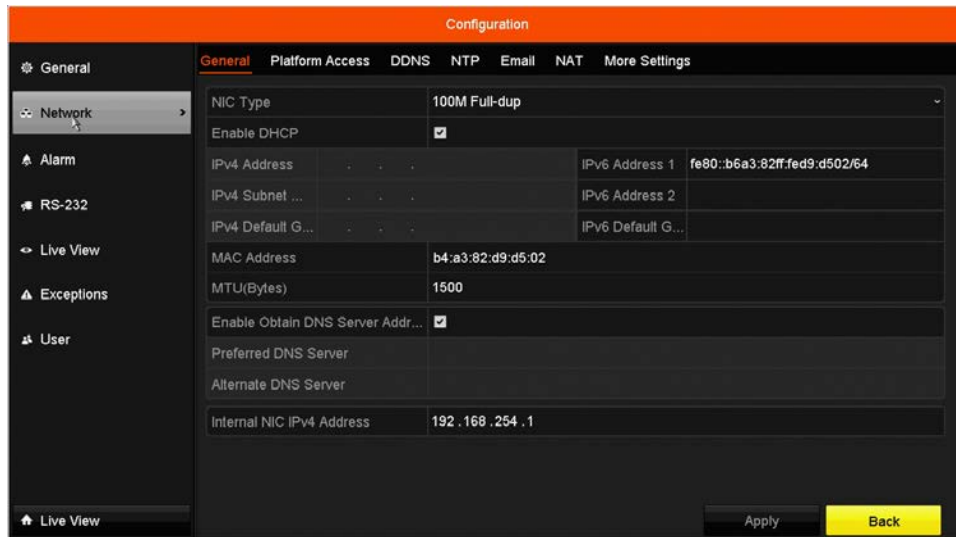 Configuration
General
Network
Alarm
RS-232
Live View
Exceptions
User
Live View
General Platform Access DDNS NTP Email NAT More Settings
NIC Type 100M Full-dup
Enable DHCP
IPv4 Address . . . IPv6 Address 1 fe80::b6a3:82ff:fed9:d502/64
IPv4 Subnet ... . . . IPv6 Address 2
IPv4 Default G... . . . IPv6 Default G...
MAC Address b4:a3:82:d9:d5:02
MTU(Bytes) 1500
Enable Obtain DNS Server Addr...
Preferred DNS Server
Alternate DNS Server
Internal NIC IPv4 Address 192 . 168 . 254 . 1
Apply Back